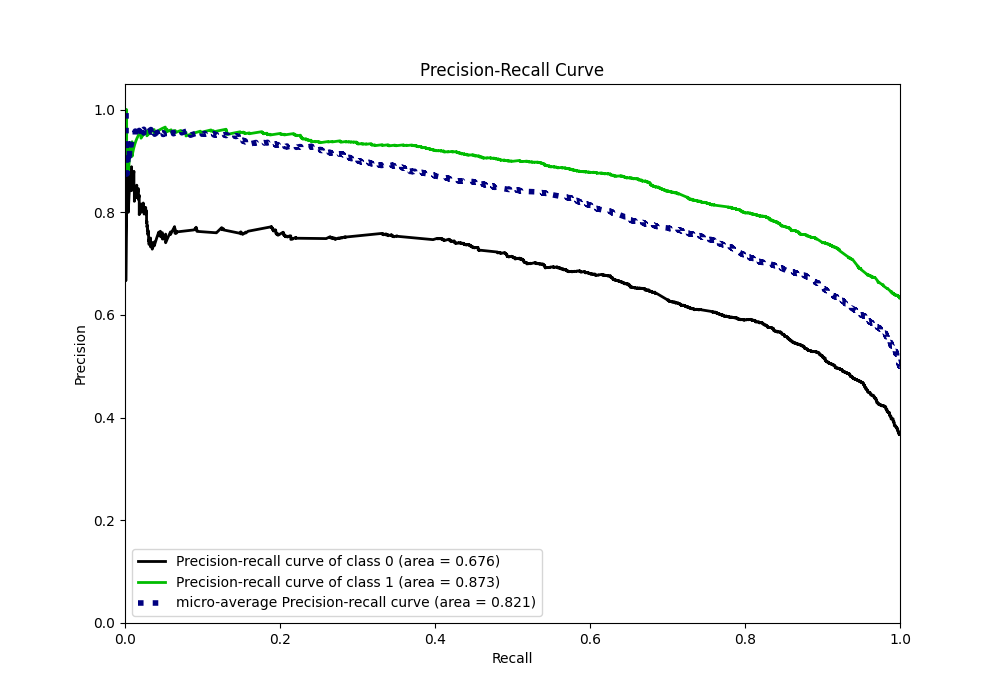 Precision-Recall Curve
1.0
0.8
0.6
0.4
0.2
0.0
Precision
Precision-recall curve of class 0 (area = 0.676)
Precision-recall curve of class 1 (area = 0.873)
micro-average Precision-recall curve (area = 0.821)
0.0 0.2 0.4 0.6 0.8 1.0
Recall